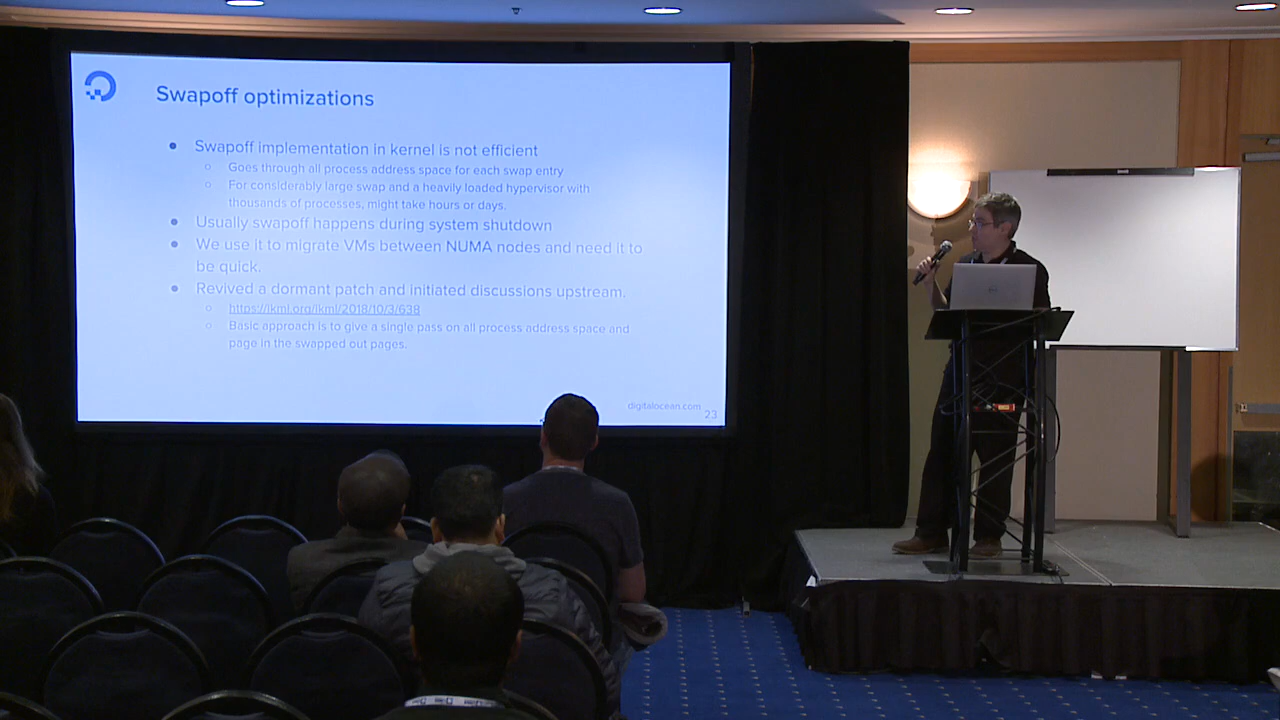 Swapoff optimizations
Swapoff implementation in kernel is not efficient
Goes through all process address space for each swap entry
For considerably large swap and a heavily loaded hypervisor with
thousands of processes, might take hours or days.
Usually swapoff happens during system shutdown
We use it to migrate VMs between NUMA nodes and need it to
be quick.
Revived a dormant patch and initiated discussions upstream.
https://lkml.org/lkml/2018/10/3/638
Basic approach is to give a single pass on all process address space and
page in the swapped out pages.
digitalocean.com
23